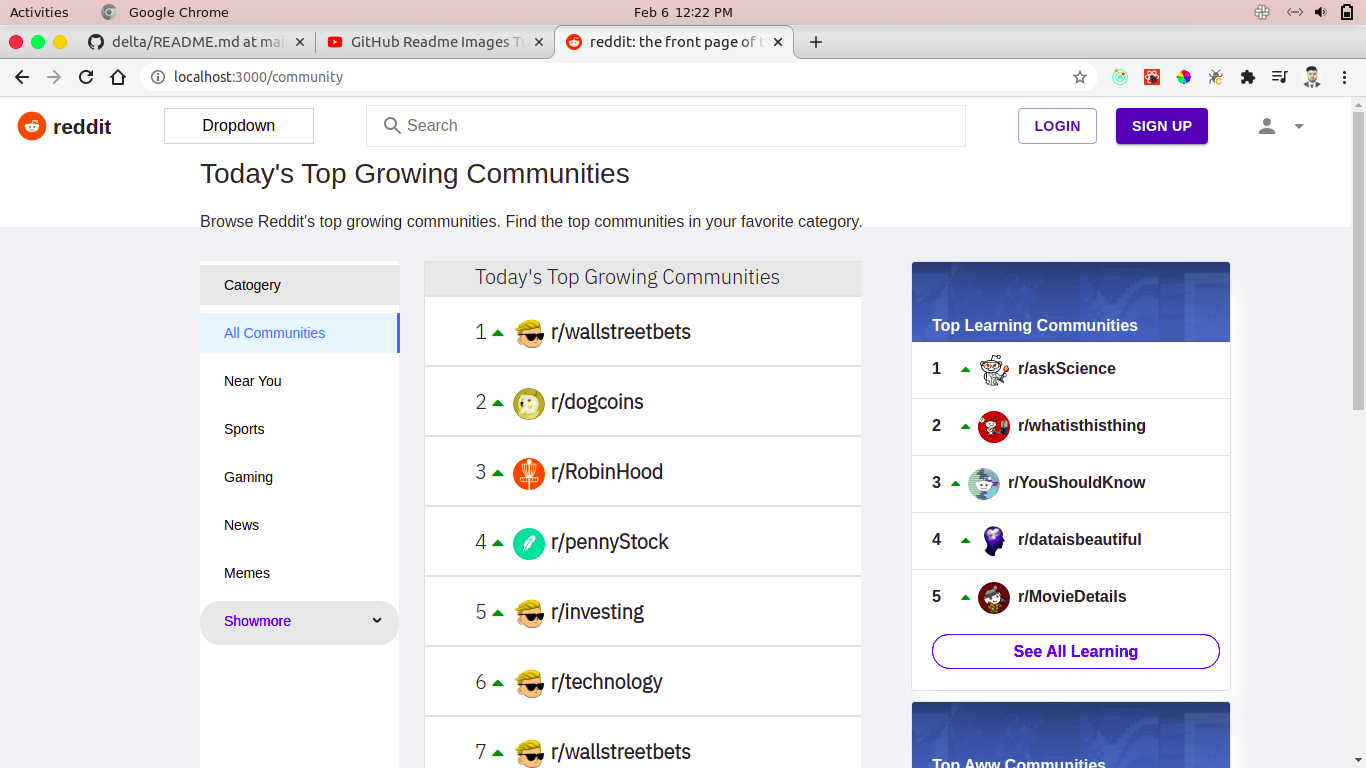 Activities Google Chrome Feb 6 12:22 PM
delta/README.md at mai GitHub Readme Images Tu reddit: the front page of t
localhost:3000/community
reddit Dropdown Search LOGIN SIGN UP
Today's Top Growing Communities
Browse Reddit's top growing communities. Find the top communities in your favorite category.
Catogery
All Communities
Near You
Sports
Gaming
News
Memes
Showmore
Today's Top Growing Communities
1 r/wallstreetbets
2 r/dogcoins
3 r/RobinHood
4 r/pennyStock
5 r/investing
6 r/technology
7 r/wallstreetbets
Top Learning Communities
1 r/askScience
2 r/whatisthisthing
3 r/YouShouldKnow
4 r/dataisbeautiful
5 r/MovieDetails
See All Learning
Top Aww Communities